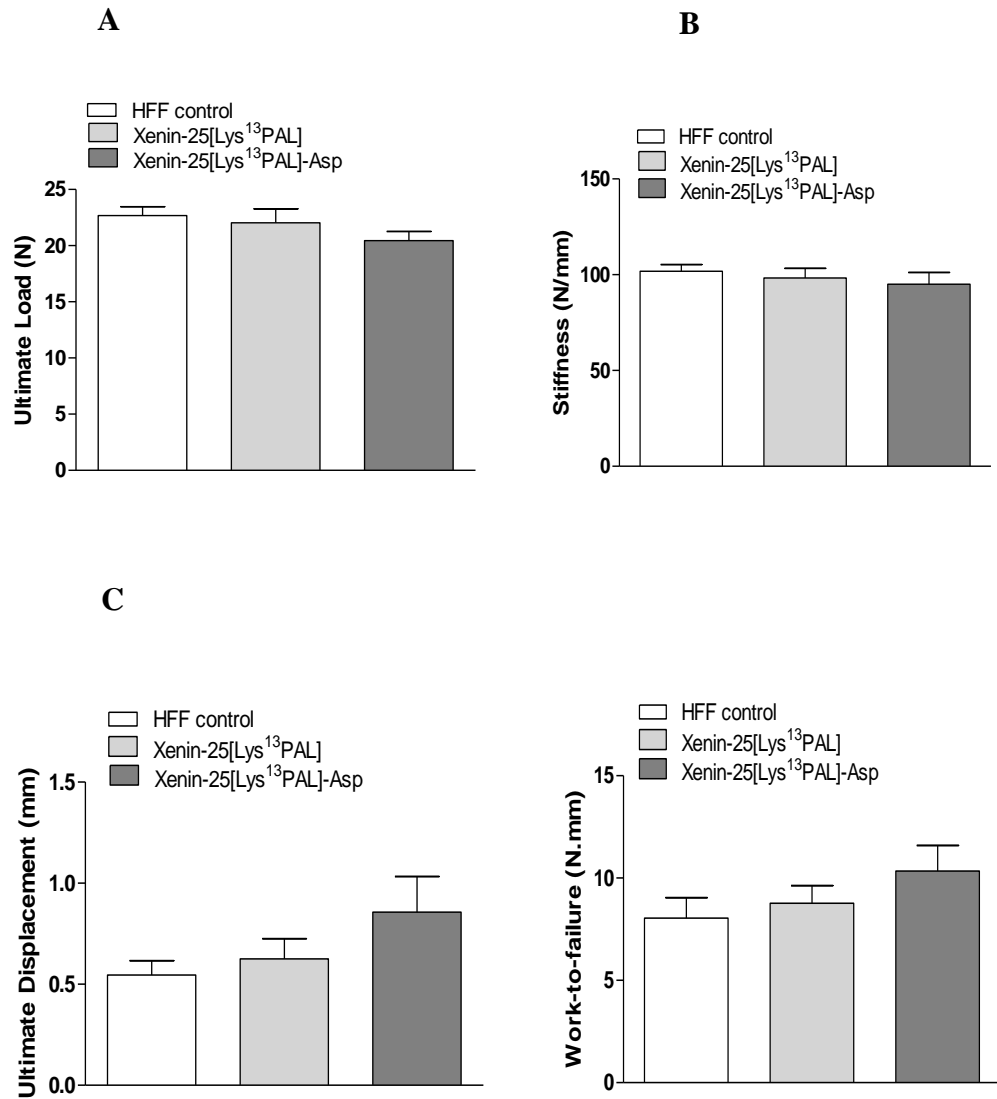 A
HFF control
Xenin-25[Lys¹³PAL]
Xenin-25[Lys¹³PAL]-Asp
25
20
15
10
5
0
Ultimate Load (N)
B
HFF control
Xenin-25[Lys¹³PAL]
Xenin-25[Lys¹³PAL]-Asp
150
100
50
0
Stiffness (N/mm)
C
HFF control
Xenin-25[Lys¹³PAL]
Xenin-25[Lys¹³PAL]-Asp
1.5
1.0
0.5
0.0
Ultimate Displacement (mm)
HFF control
Xenin-25[Lys¹³PAL]
Xenin-25[Lys¹³PAL]-Asp
15
10
5
0
Work-to-failure (N.mm)